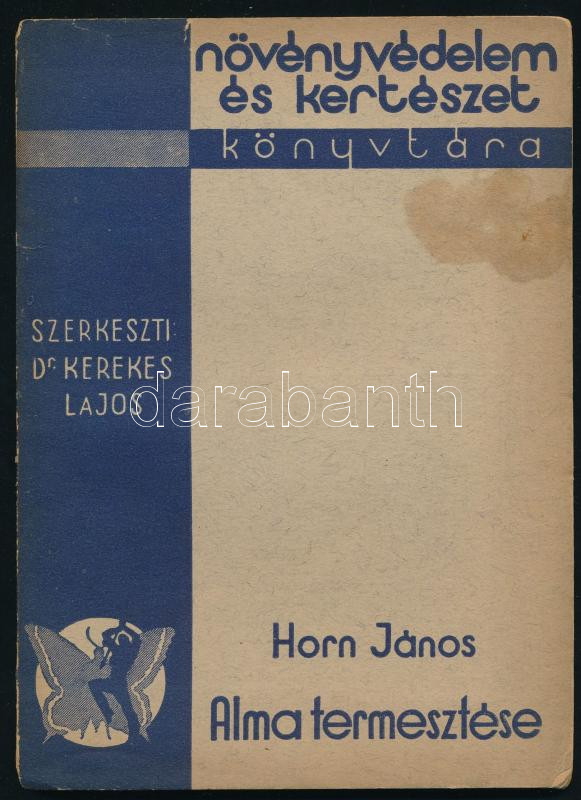 növényvédelem
és kertészet
könyvtára
SZERKESZTI:
Dr KEREKES
LAJOS
darabanth
Horn János
Alma termesztése